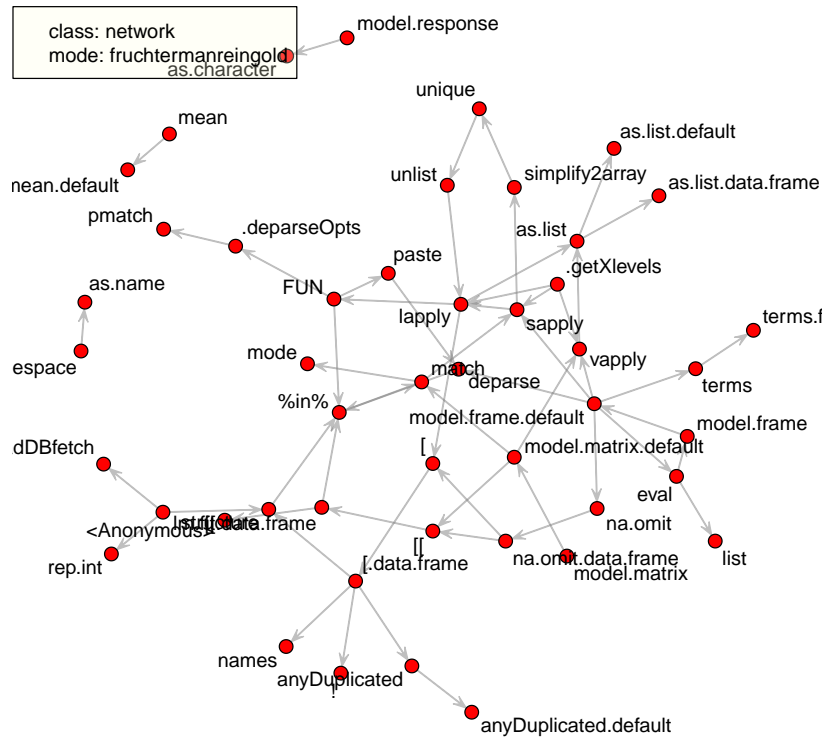 class: network
model.response
mode: fruchtermanreingold
as.character
unique
mean
as.list.default
unlist
simplify2array
mean.default
as.list.data.frame
pmatch
.deparseOpts
as.list
paste
.getXlevels
as.name
FUN
lapply
sapply
terms.f
mode
match
vapply
espace
deparse
terms
%in%
model.frame.default
model.frame
dDBfetch
[
model.matrix.default
eval
<Anonymous>
[[.data.frame
na.omit
rep.int
[[
[.data.frame
na.omit.data.frame
list
model.matrix
names
anyDuplicated
!
anyDuplicated.default